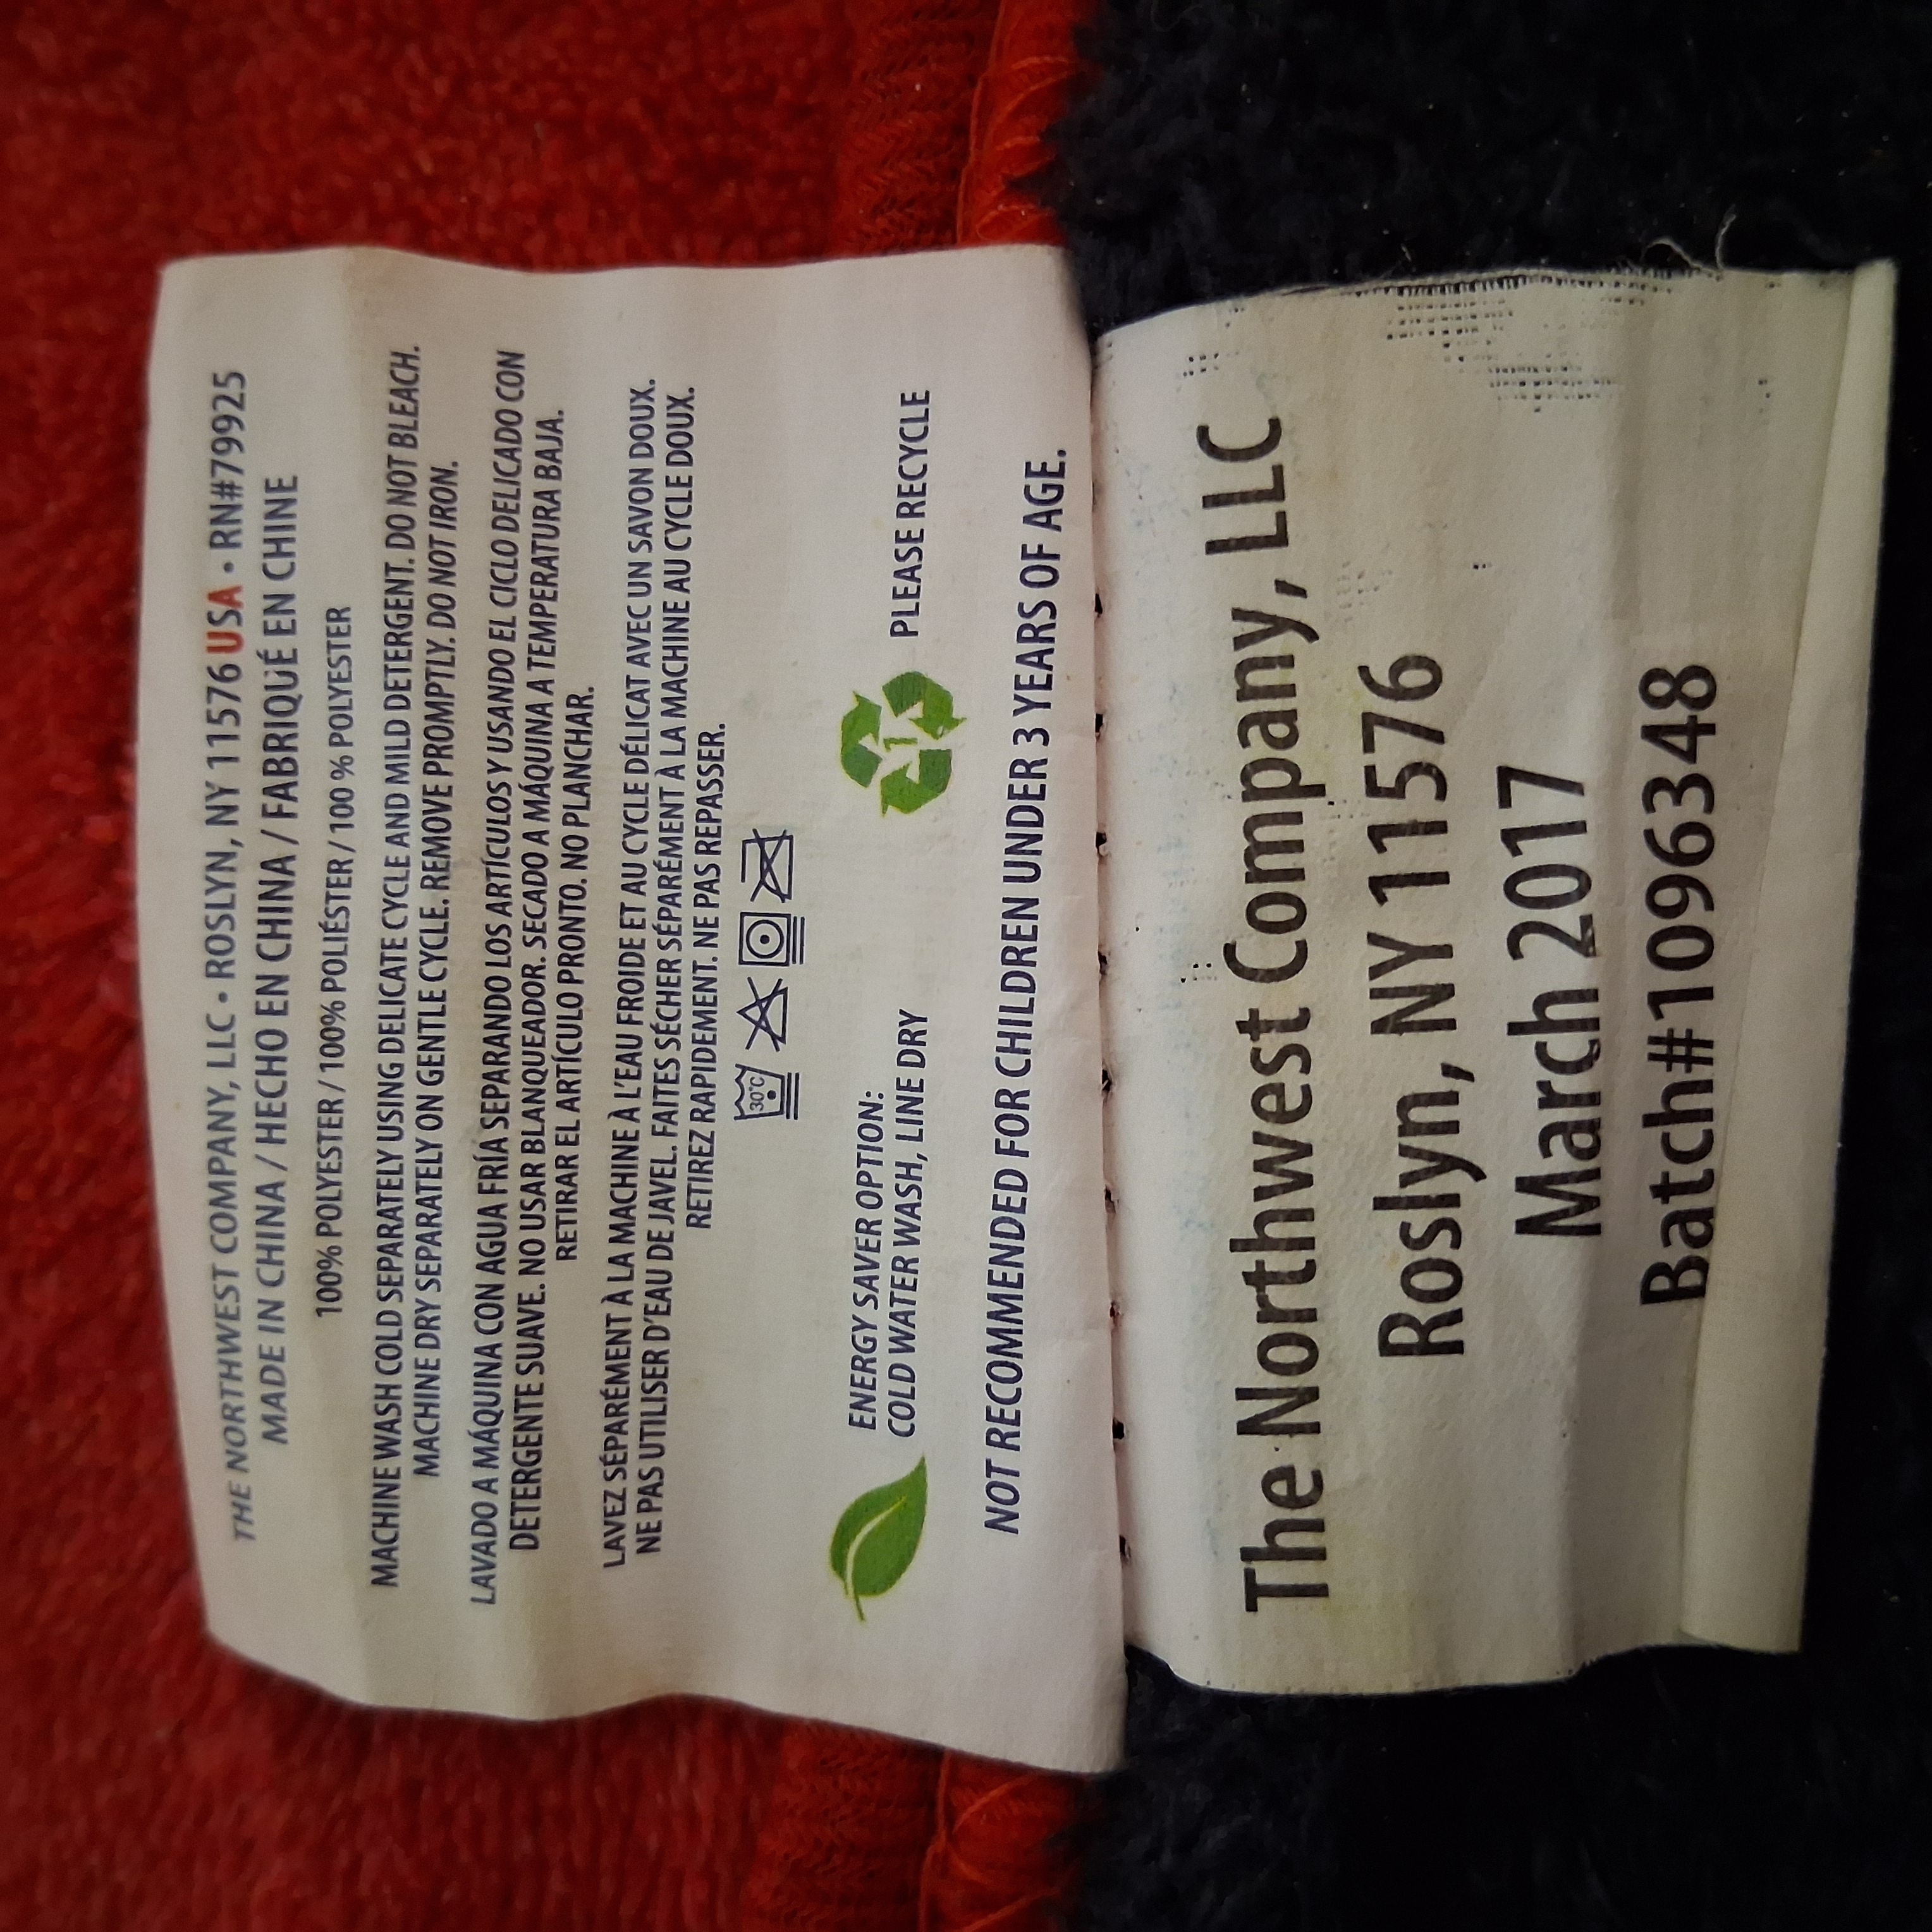 THE NORTHWEST COMPANY, LLC • ROSLYN, NY 11576 USA • RN#79925
MADE IN CHINA / HECHO EN CHINA / FABRIQUÉ EN CHINE
100% POLYESTER / 100% POLIÉSTER / 100 % POLYESTER
MACHINE WASH COLD SEPARATELY USING DELICATE CYCLE AND MILD DETERGENT. DO NOT BLEACH.
MACHINE DRY SEPARATELY ON GENTLE CYCLE. REMOVE PROMPTLY. DO NOT IRON.
LAVADO A MÁQUINA CON AGUA FRÍA SEPARANDO LOS ARTÍCULOS Y USANDO EL CICLO DELICADO CON
DETERGENTE SUAVE. NO USAR BLANQUEADOR. SECADO A MÁQUINA A TEMPERATURA BAJA.
RETIRAR EL ARTÍCULO PRONTO. NO PLANCHAR.
LAVEZ SÉPARÉMENT À LA MACHINE À L'EAU FROIDE ET AU CYCLE DÉLICAT AVEC UN SAVON DOUX.
NE PAS UTILISER D'EAU DE JAVEL. FAITES SÉCHER SÉPARÉMENT À LA MACHINE AU CYCLE DOUX.
RETIREZ RAPIDEMENT. NE PAS REPASSER.
30°C
ENERGY SAVER OPTION:
COLD WATER WASH, LINE DRY
1
PLEASE RECYCLE
NOT RECOMMENDED FOR CHILDREN UNDER 3 YEARS OF AGE.
The Northwest Company, LLC
Roslyn, NY 11576
March 2017
Batch#1096348